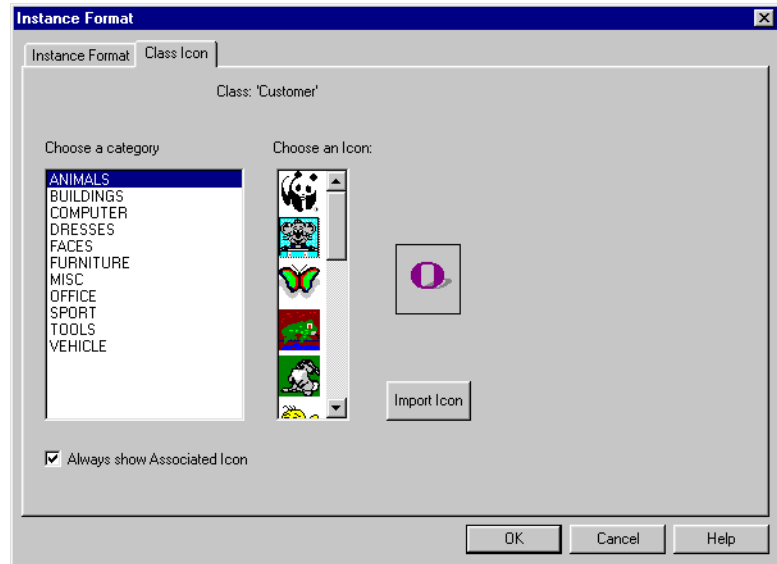 Instance Format
Instance Format Class Icon
Class: 'Customer'
Choose a category Choose an Icon:
ANIMALS
BUILDINGS
COMPUTER
DRESSES
FACES
FURNITURE
MISC
OFFICE
SPORT
TOOLS
VEHICLE
O
Import Icon
Always show Associated Icon
OK Cancel Help